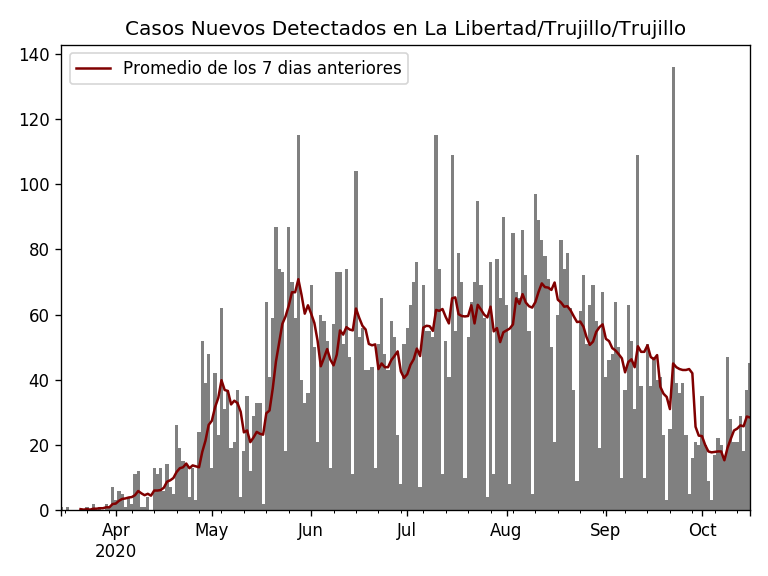 Casos Nuevos Detectados en La Libertad/Trujillo/Trujillo
Promedio de los 7 dias anteriores
140
120
100
80
60
40
20
0
Apr
2020
May
Jun
Jul
Aug
Sep
Oct